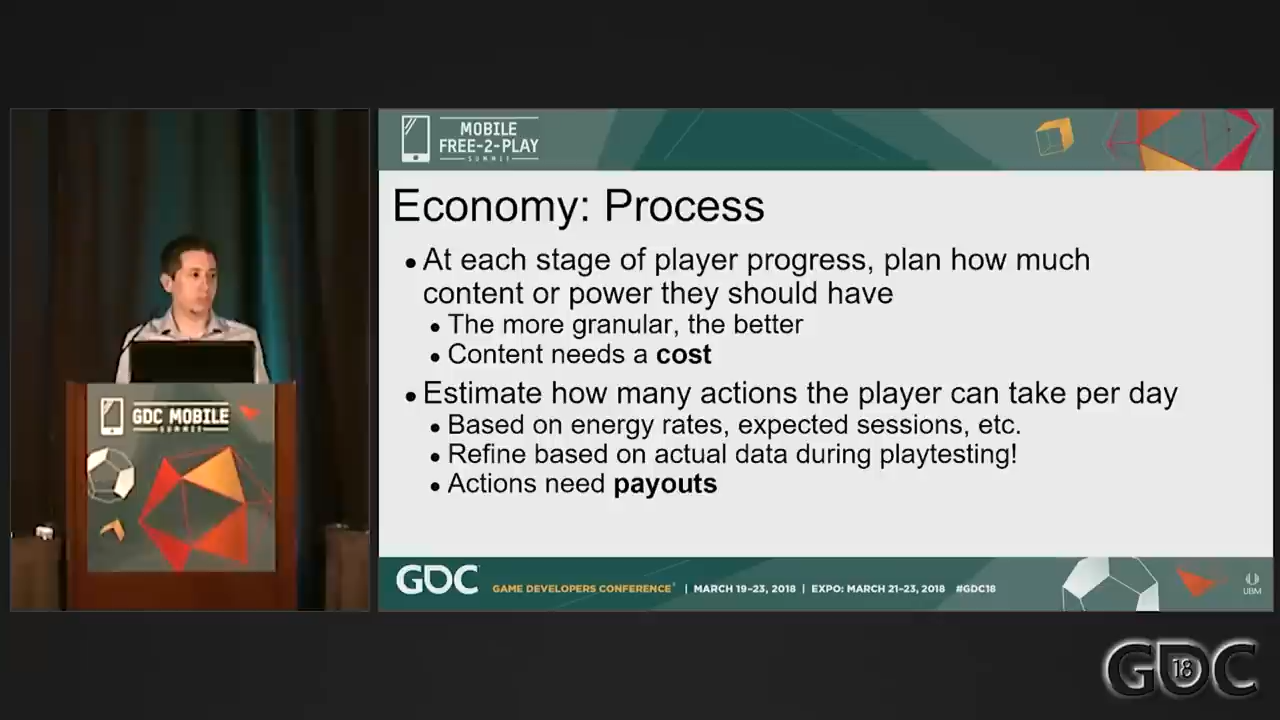 MOBILE
FREE-2-PLAY
SUMMIT
Economy: Process
• At each stage of player progress, plan how much
content or power they should have
• The more granular, the better
• Content needs a cost
• Estimate how many actions the player can take per day
• Based on energy rates, expected sessions, etc.
• Refine based on actual data during playtesting!
• Actions need payouts
GDC MOBILE
SUMMIT
GDC GAME DEVELOPERS CONFERENCE® | MARCH 19–23, 2018 | EXPO: MARCH 21–23, 2018 #GDC18
UBM
GDC 18